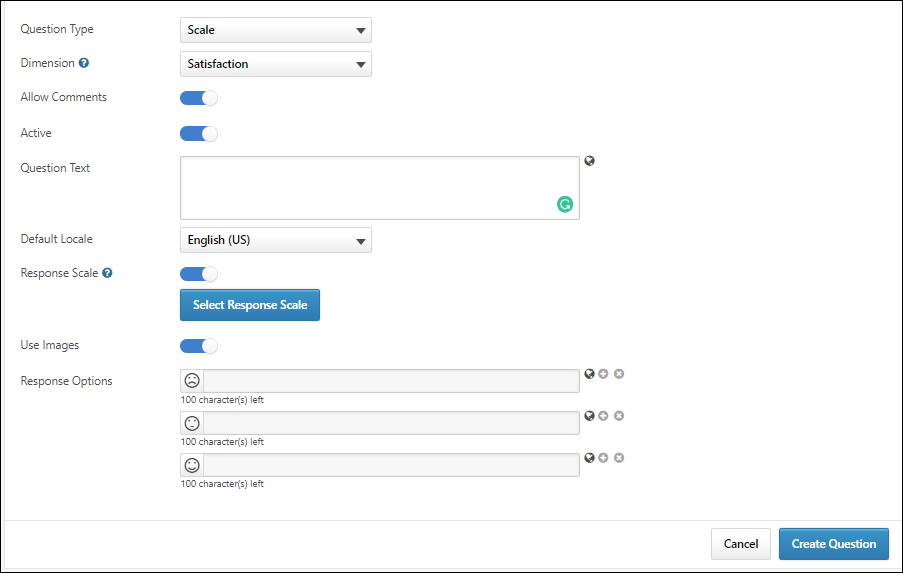 Question Type Scale
Dimension Satisfaction
Allow Comments
Active
Question Text
Default Locale English (US)
Response Scale
Select Response Scale
Use Images
Response Options
100 character(s) left
100 character(s) left
100 character(s) left
Cancel Create Question